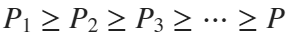 P₁ ≥ P₂ ≥ P₃ ≥ ⋯ ≥ P